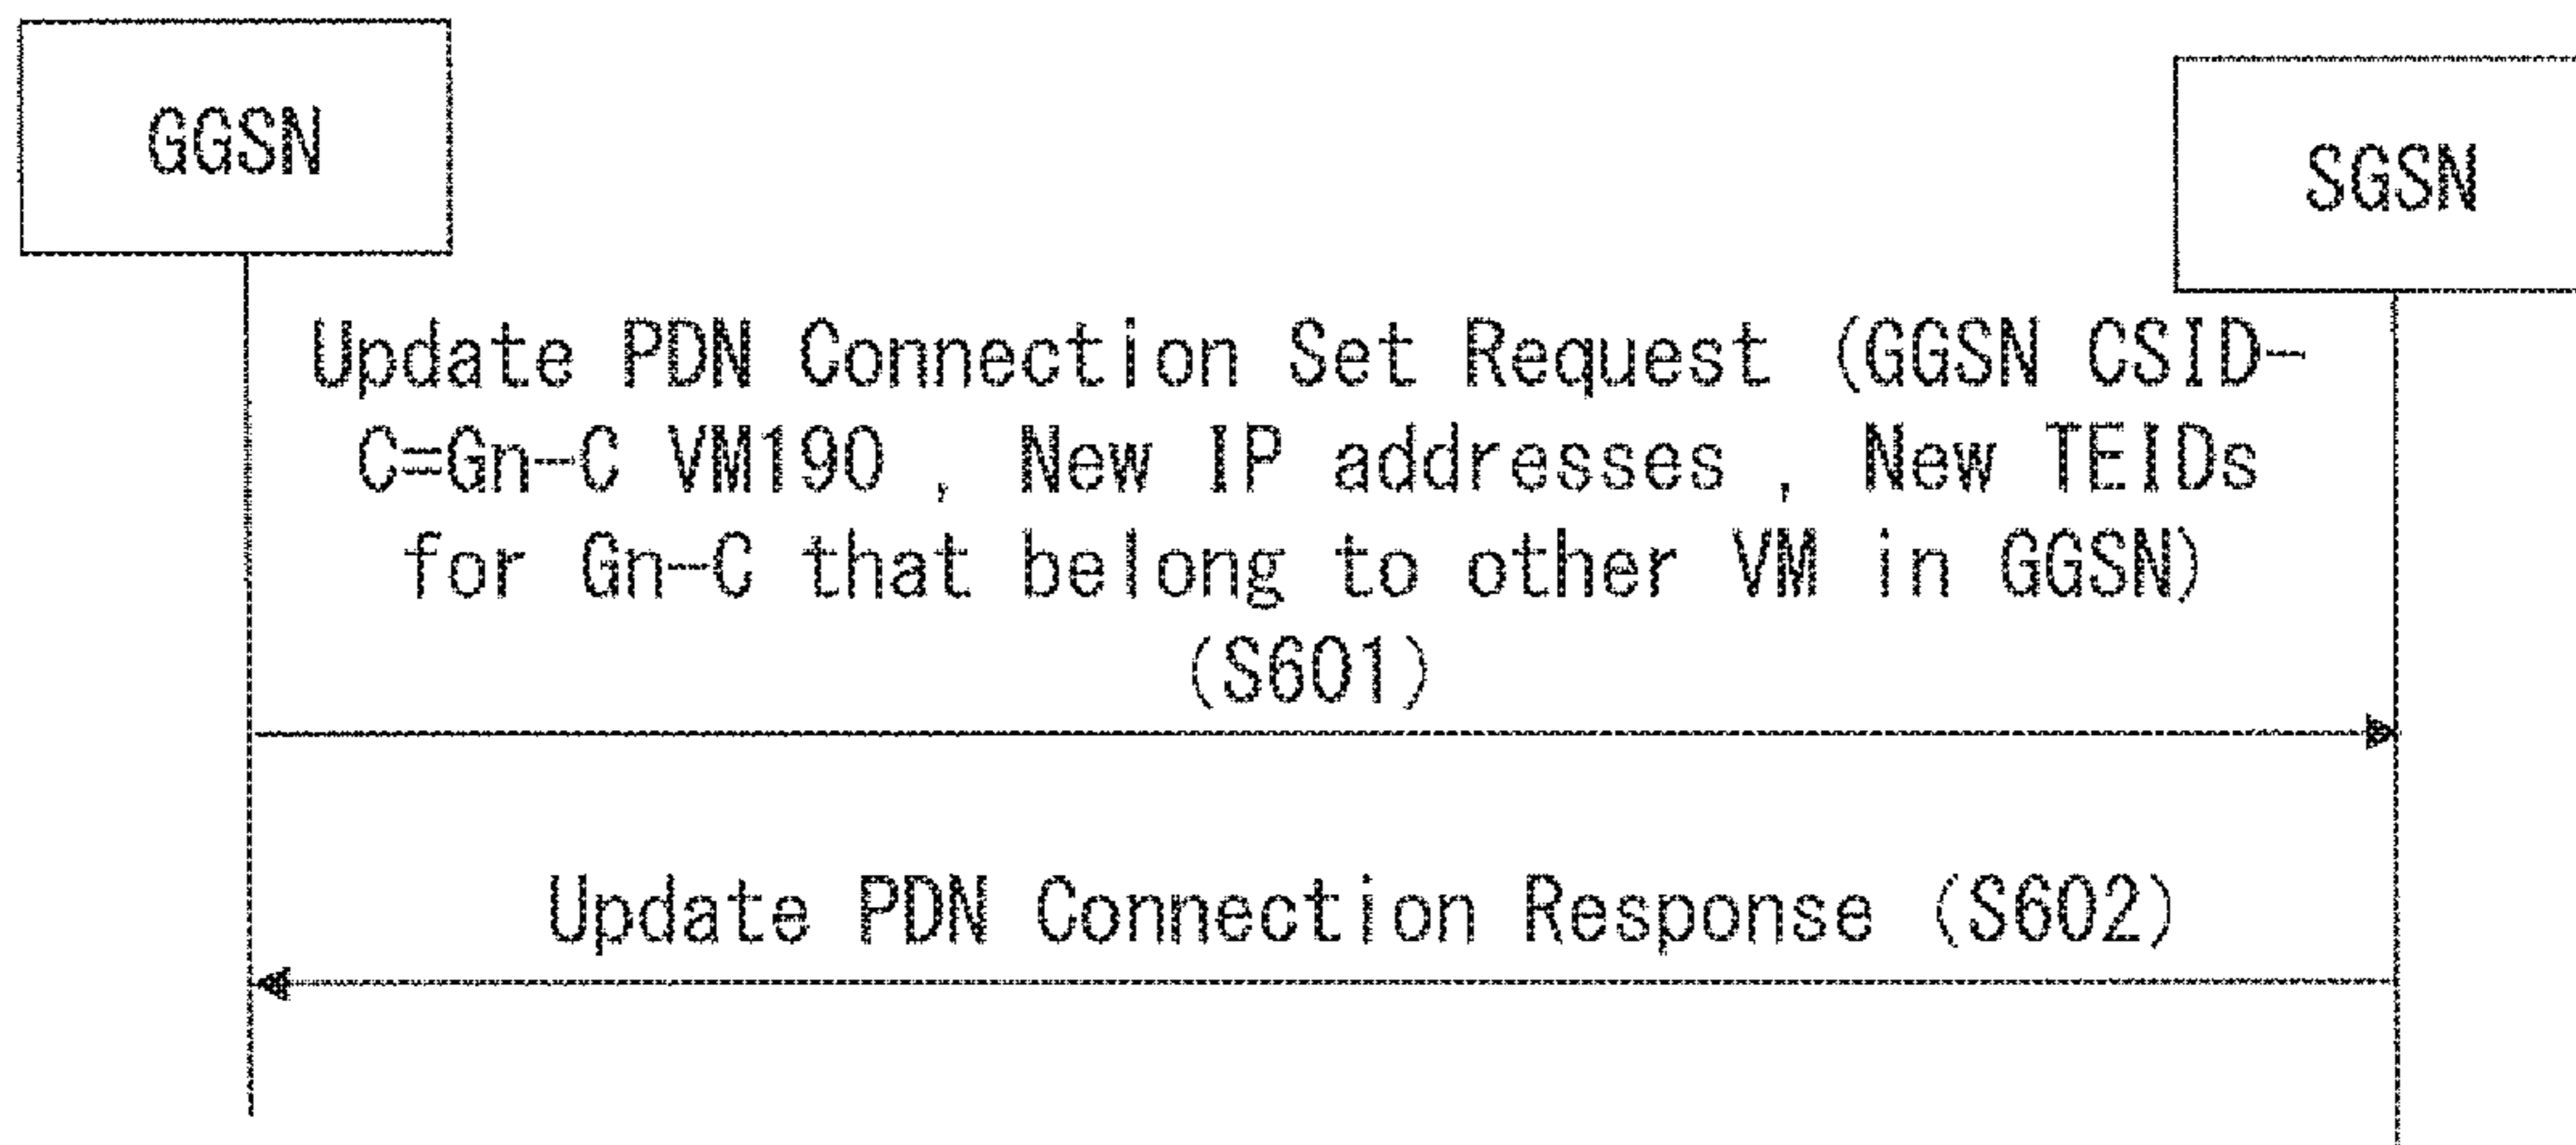 GGSN
SGSN
Update PDN Connection Set Request (GGSN CSID-
C=Gn-C VM190 , New IP addresses , New TEIDs
for Gn-C that belong to other VM in GGSN)
(S601)
Update PDN Connection Response (S602)